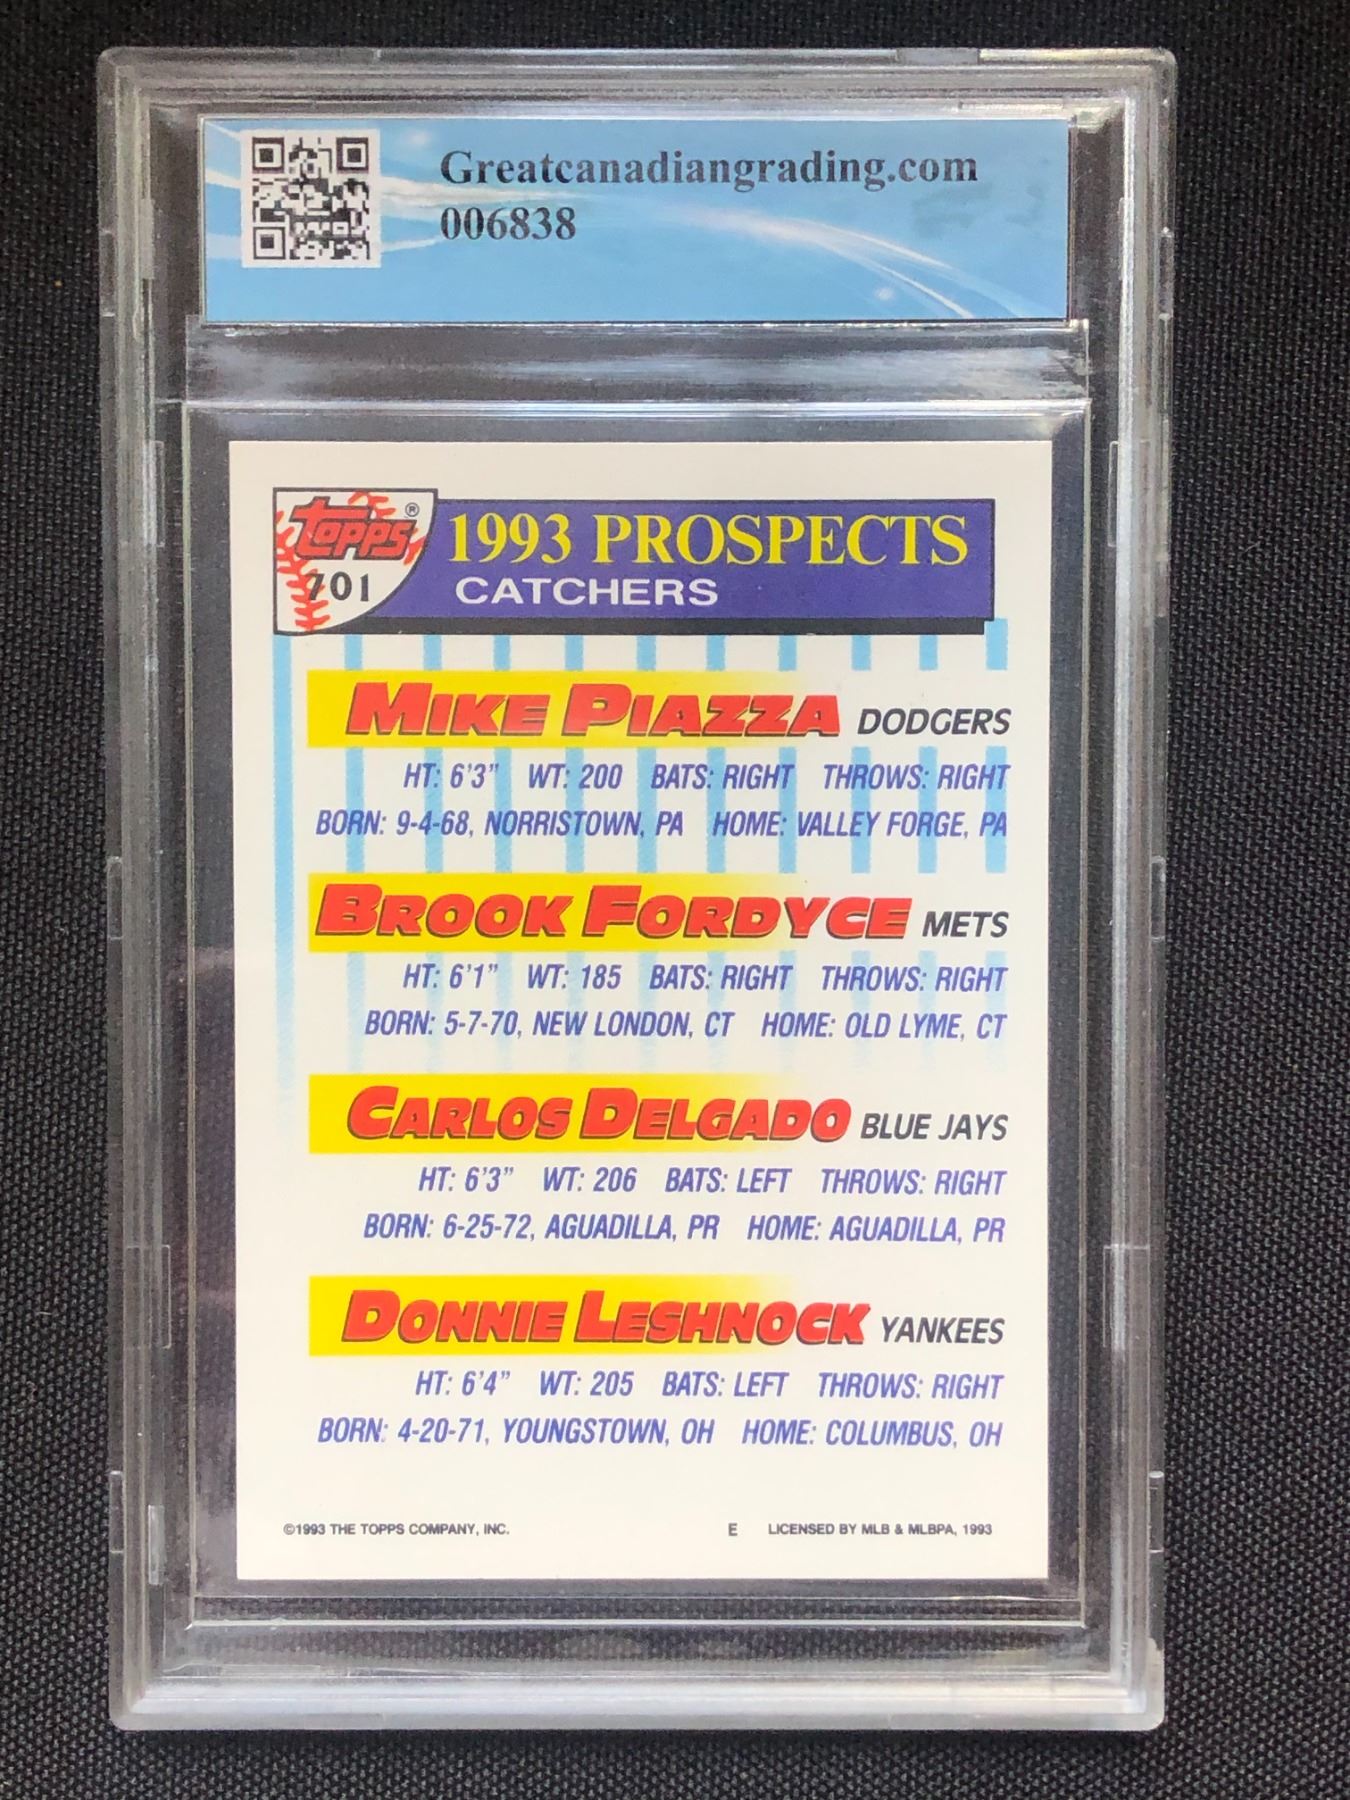 Greatcanadiangrading.com
006838
topps®
701
1993 PROSPECTS
CATCHERS
MIKE PIAZZA DODGERS
HT: 6'3" WT: 200 BATS: RIGHT THROWS: RIGHT
BORN: 9-4-68, NORRISTOWN, PA HOME: VALLEY FORGE, PA
BROOK FORDYCE METS
HT: 6'1" WT: 185 BATS: RIGHT THROWS: RIGHT
BORN: 5-7-70, NEW LONDON, CT HOME: OLD LYME, CT
CARLOS DELGADO BLUE JAYS
HT: 6'3" WT: 206 BATS: LEFT THROWS: RIGHT
BORN: 6-25-72, AGUADILLA, PR HOME: AGUADILLA, PR
DONNIE LESHNOCK YANKEES
HT: 6'4" WT: 205 BATS: LEFT THROWS: RIGHT
BORN: 4-20-71, YOUNGSTOWN, OH HOME: COLUMBUS, OH
©1993 THE TOPPS COMPANY, INC. E LICENSED BY MLB & MLBPA, 1993